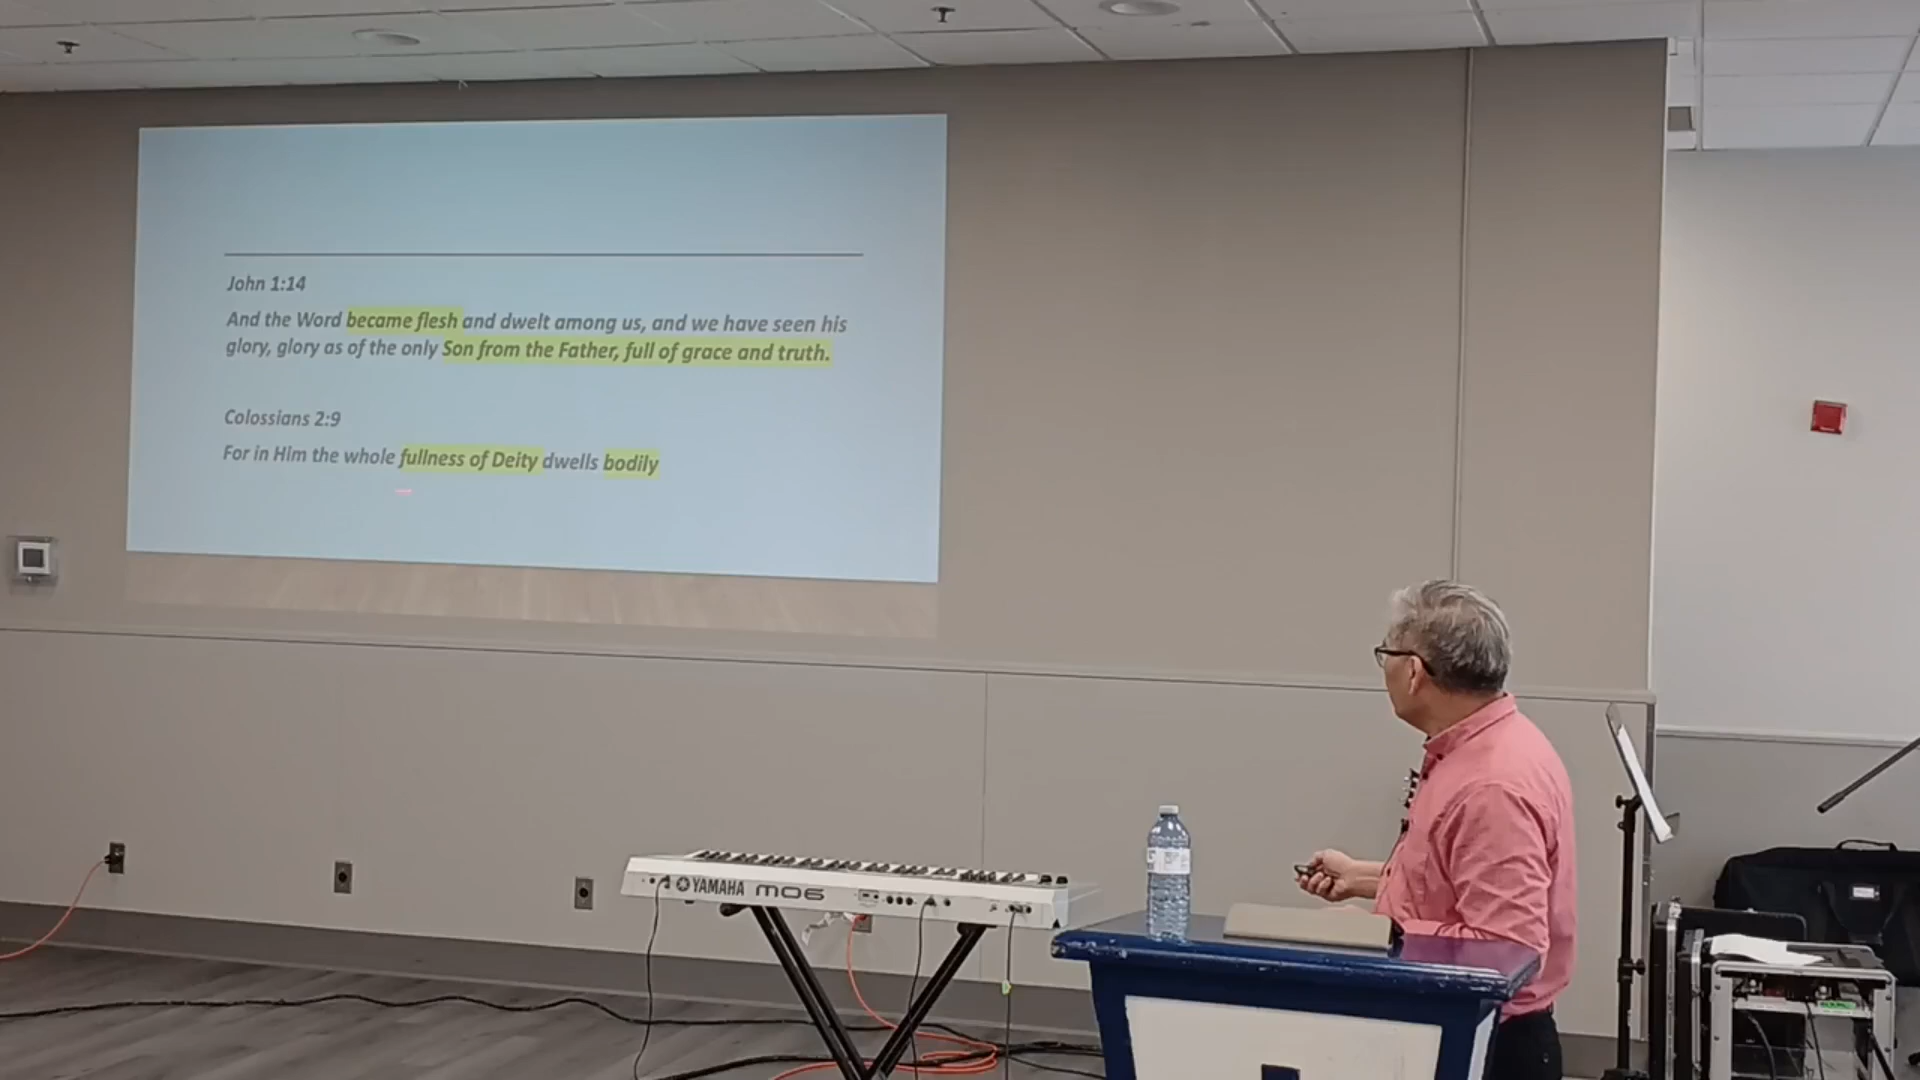 John 1:14
And the Word became flesh and dwelt among us, and we have seen his
glory, glory as of the only Son from the Father, full of grace and truth.
Colossians 2:9
For in Him the whole fullness of Deity dwells bodily
YAMAHA MO6